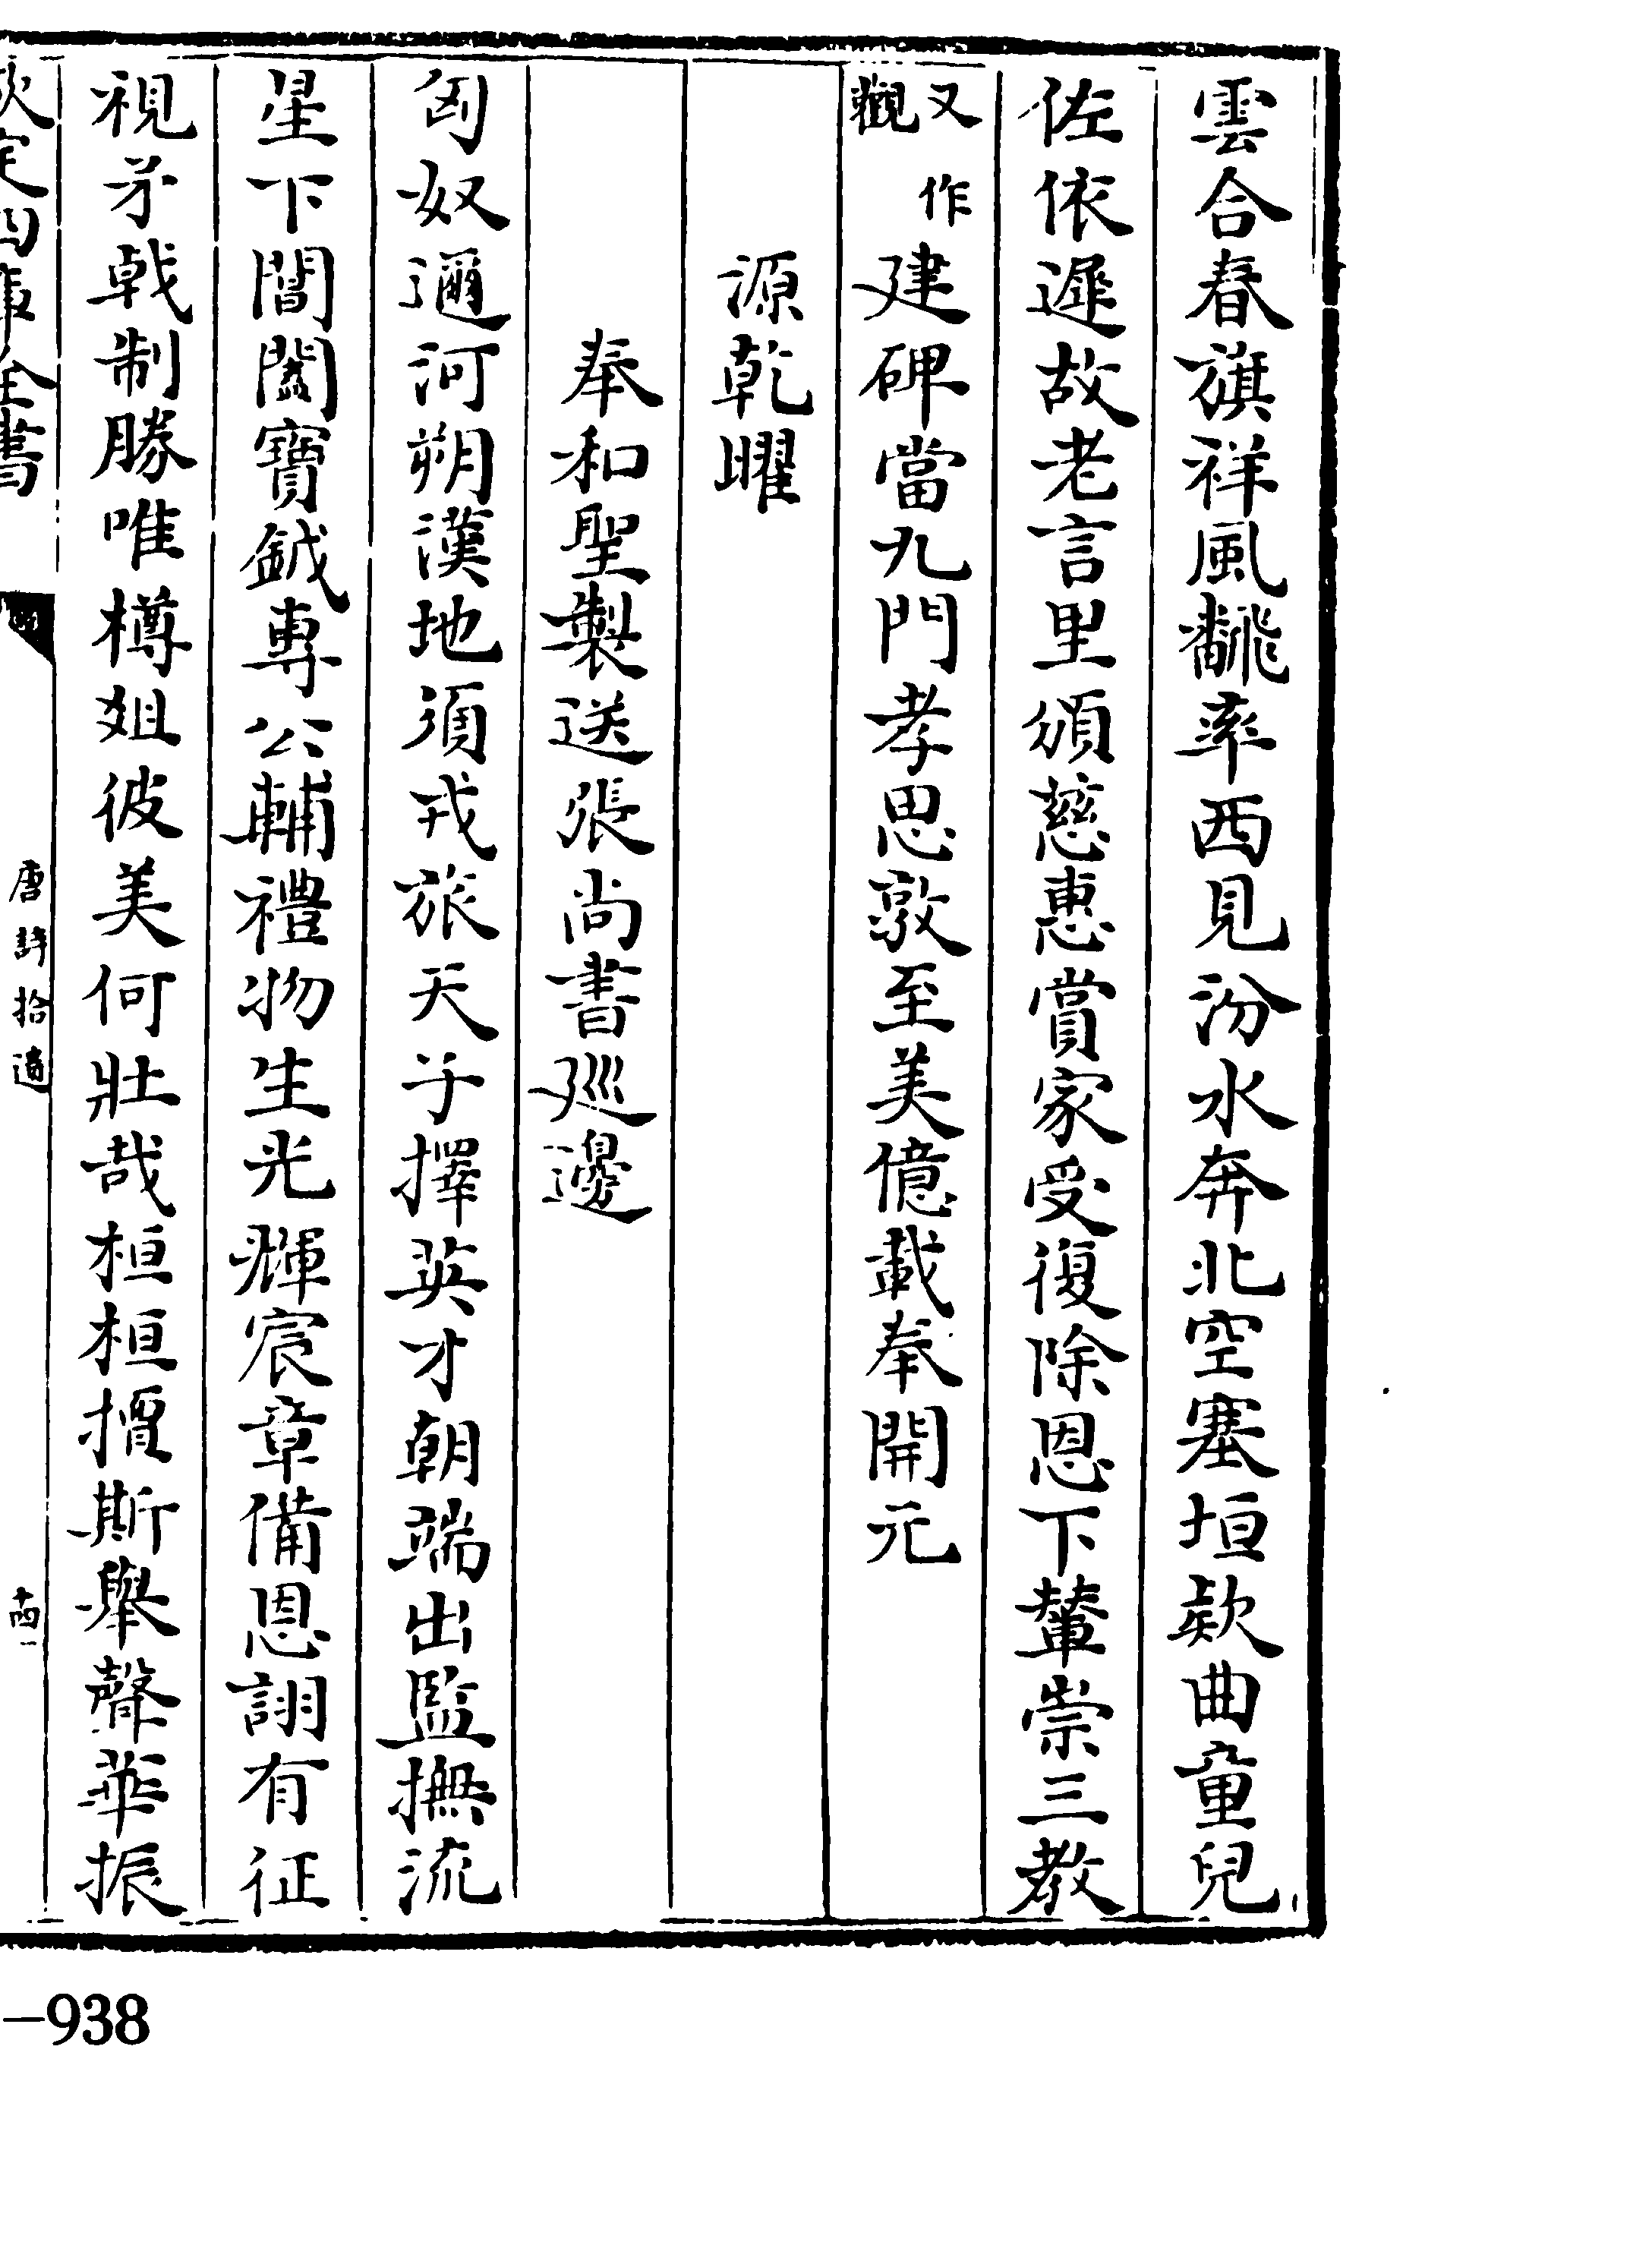 雲合春旗祥風飜率西見汾水奔北空塞垣欵曲童兒
佐依遲故老言里頒慈惠賞家受復除恩下輦崇三教
又作觀建碑當九門孝思敦至美億載奉開元
源乾曜
奉和聖製送張尚書廵邊
匈奴邇河朔漢地須戎旅天子擇英才朝端出監撫流
星下閶闔寶鉞專公輔禮物生光輝宸章備恩詡有征
視矛戟制勝唯樽俎彼美何壯哉桓桓擅斯舉聲華振
欽定四庫全書
唐詩拾遺
十四
—938